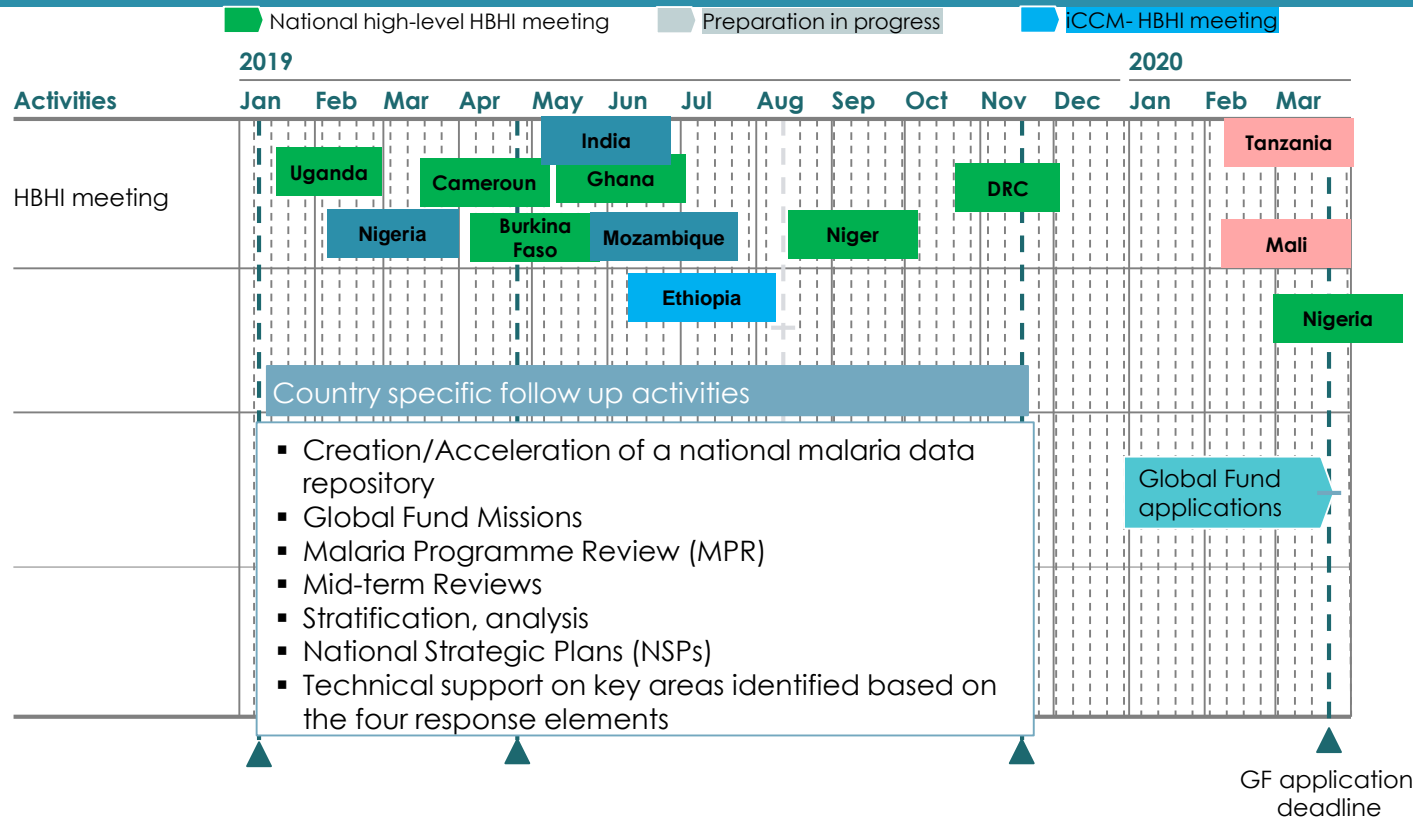 National high-level HBHI meeting
Preparation in progress
iCCM- HBHI meeting
2019
2020
Activities
Jan Feb Mar Apr May Jun Jul Aug Sep Oct Nov Dec Jan Feb Mar
HBHI meeting
India
Tanzania
Uganda
Cameroun
Ghana
DRC
Nigeria
Burkina
Faso
Mozambique
Niger
Mali
Ethiopia
Nigeria
Country specific follow up activities
▪ Creation/Acceleration of a national malaria data
repository
▪ Global Fund Missions
▪ Malaria Programme Review (MPR)
▪ Mid-term Reviews
▪ Stratification, analysis
▪ National Strategic Plans (NSPs)
▪ Technical support on key areas identified based on
the four response elements
Global Fund
applications
GF application
deadline